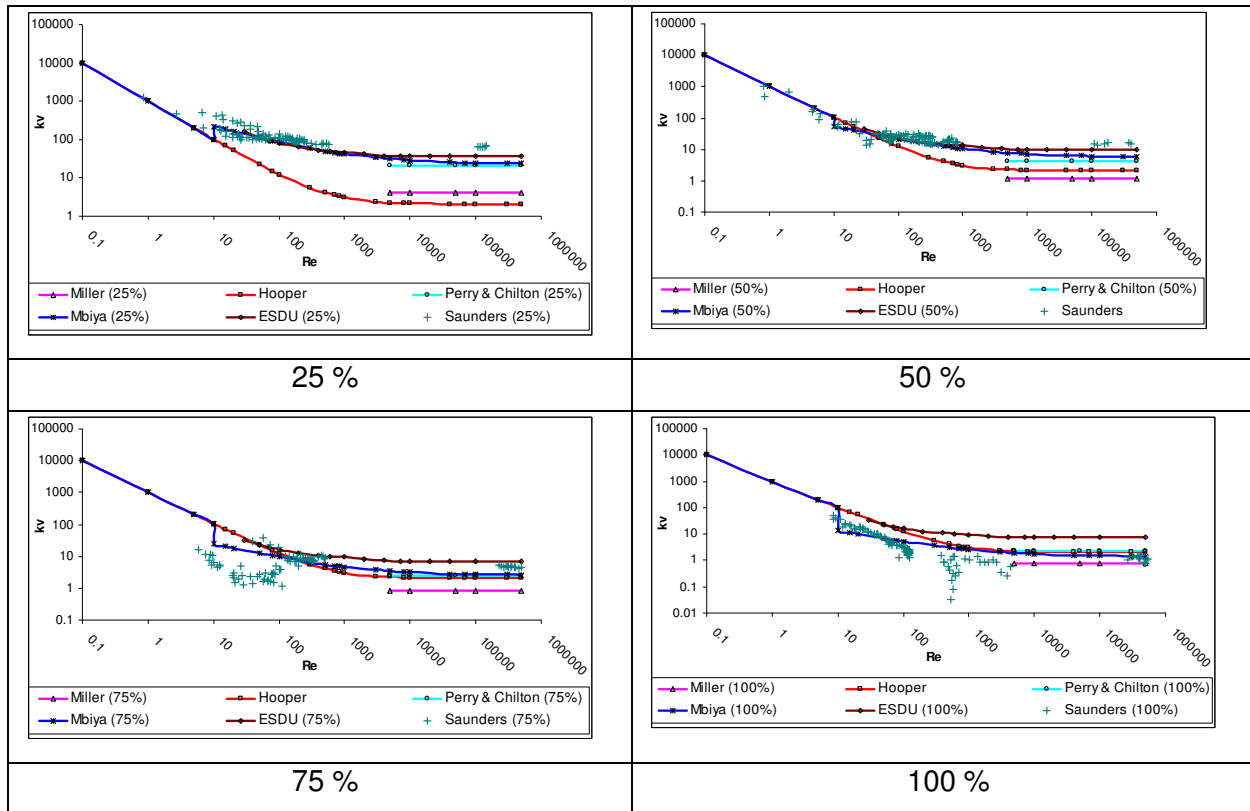 100000
10000
1000
100
10
1
kv
0.1
1
10
100
1000
10000
100000
1000000
Re
Miller (25%)
Hooper
Perry & Chilton (25%)
Mbiya (25%)
ESDU (25%)
Saunders (25%)
25 %
100000
10000
1000
100
10
1
0.1
kv
0.1
1
10
100
1000
10000
100000
1000000
Re
Miller (50%)
Hooper
Perry & Chilton (50%)
Mbiya (50%)
ESDU (50%)
Saunders
50 %
100000
10000
1000
100
10
1
0.1
kv
0.1
1
10
100
1000
10000
100000
1000000
Re
Miller (75%)
Hooper
Perry & Chilton (75%)
Mbiya (75%)
ESDU (75%)
Saunders (75%)
75 %
100000
10000
1000
100
10
1
0.1
0.01
kv
0.1
1
10
100
1000
10000
100000
1000000
Re
Miller (100%)
Hooper
Perry & Chilton (100%)
Mbiya (100%)
ESDU (100%)
Saunders (100%)
100 %